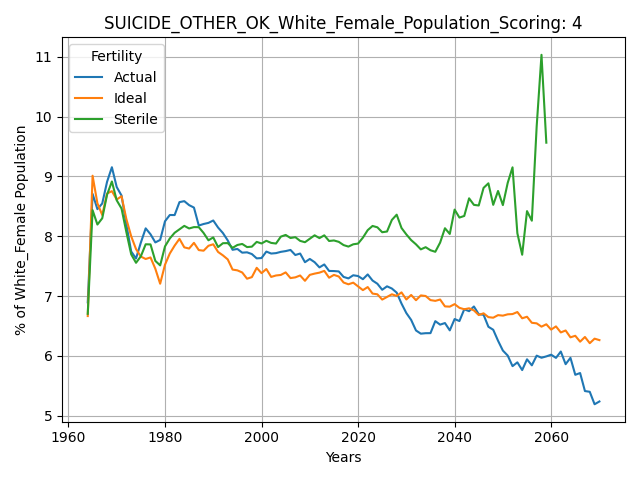 SUICIDE_OTHER_OK_White_Female_Population_Scoring: 4
Fertility
Actual
Ideal
Sterile
% of White_Female Population
11
10
9
8
7
6
5
1960
1980
2000
2020
2040
2060
Years